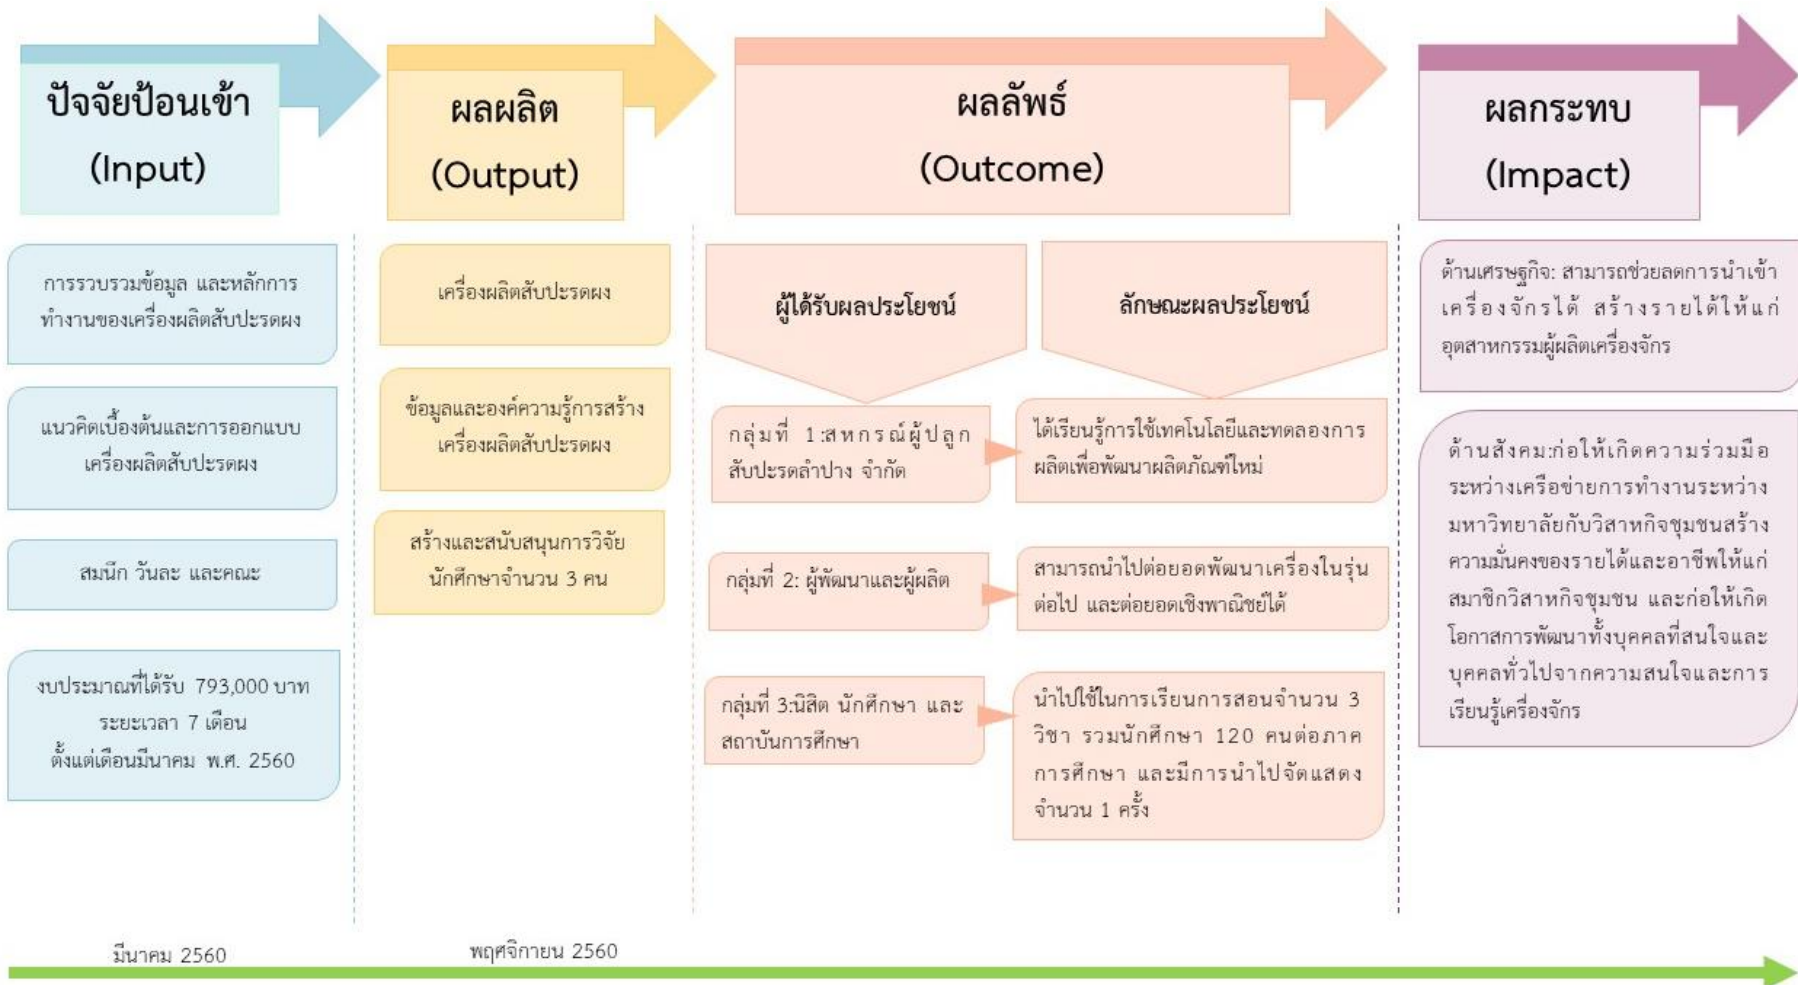 ปัจจัยป้อนเข้า
(Input)
การรวบรวมข้อมูล และหลักการ
ทำงานของเครื่องผลิตสับปะรดผง
แนวคิดเบื้องต้นและการออกแบบ
เครื่องผลิตสับปะรดผง
สมนึก วันละ และคณะ
งบประมาณที่ได้รับ 793,000 บาท
ระยะเวลา 7 เดือน
ตั้งแต่เดือนมีนาคม พ.ศ. 2560
ผลผลิต
(Output)
เครื่องผลิตสับปะรดผง
ข้อมูลและองค์ความรู้การสร้าง
เครื่องผลิตสับปะรดผง
สร้างและสนับสนุนการวิจัย
นักศึกษาจำนวน 3 คน
ผลลัพธ์
(Outcome)
ผู้ได้รับผลประโยชน์
ลักษณะผลประโยชน์
กลุ่มที่ 1:สหกรณ์ผู้ปลูก
สับปะรดลำปาง จำกัด
ได้เรียนรู้การใช้เทคโนโลยีและทดลองการ
ผลิตเพื่อพัฒนาผลิตภัณฑ์ใหม่
กลุ่มที่ 2: ผู้พัฒนาและผู้ผลิต
สามารถนำไปต่อยอดพัฒนาเครื่องในรุ่น
ต่อไป และต่อยอดเชิงพาณิชย์ได้
กลุ่มที่ 3:นิสิต นักศึกษา และ
สถาบันการศึกษา
นำไปใช้ในการเรียนการสอนจำนวน 3
วิชา รวมนักศึกษา 120 คนต่อภาค
การศึกษา และมีการนำไปจัดแสดง
จำนวน 1 ครั้ง
ผลกระทบ
(Impact)
ด้านเศรษฐกิจ: สามารถช่วยลดการนำเข้า
เครื่องจักรได้ สร้างรายได้ให้แก่
อุตสาหกรรมผู้ผลิตเครื่องจักร
ด้านสังคม:ก่อให้เกิดความร่วมมือ
ระหว่างเครือข่ายการทำงานระหว่าง
มหาวิทยาลัยกับวิสาหกิจชุมชนสร้าง
ความมั่นคงของรายได้และอาชีพให้แก่
สมาชิกวิสาหกิจชุมชน และก่อให้เกิด
โอกาสการพัฒนาทั้งบุคคลที่สนใจและ
บุคคลทั่วไปจากความสนใจและการ
เรียนรู้เครื่องจักร
มีนาคม 2560
พฤศจิกายน 2560